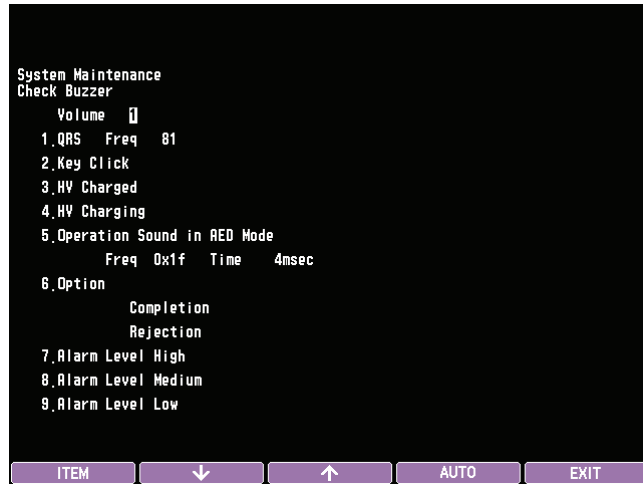 System Maintenance
Check Buzzer
Volume 1
1.QRS Freq 81
2.Key Click
3.HV Charged
4.HV Charging
5.Operation Sound in AED Mode
Freq 0x1f Time 4msec
6.Option
Completion
Rejection
7.Alarm Level High
8.Alarm Level Medium
9.Alarm Level Low
ITEM ↓ ↑ AUTO EXIT